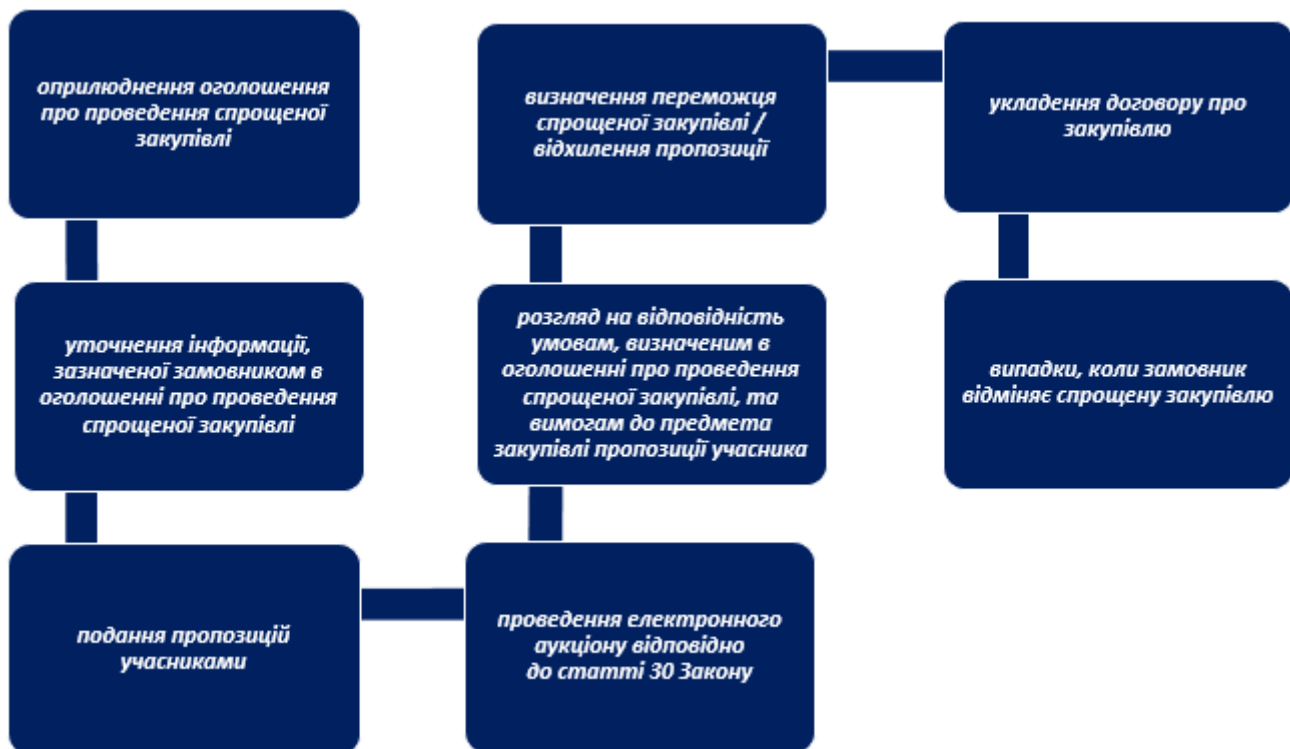 оприлюднення оголошення
про проведення спрощеної
закупівлі
уточнення інформації,
зазначеної замовником в
оголошенні про проведення
спрощеної закупівлі
подання пропозицій
учасниками
проведення електронного
аукціону відповідно
до статті 30 Закону
розгляд на відповідність
умовам, визначеним в
оголошенні про проведення
спрощеної закупівлі, та
вимогам до предмета
закупівлі пропозиції учасника
визначення переможця
спрощеної закупівлі /
відхилення пропозиції
укладення договору про
закупівлю
випадки, коли замовник
відміняє спрощену закупівлю